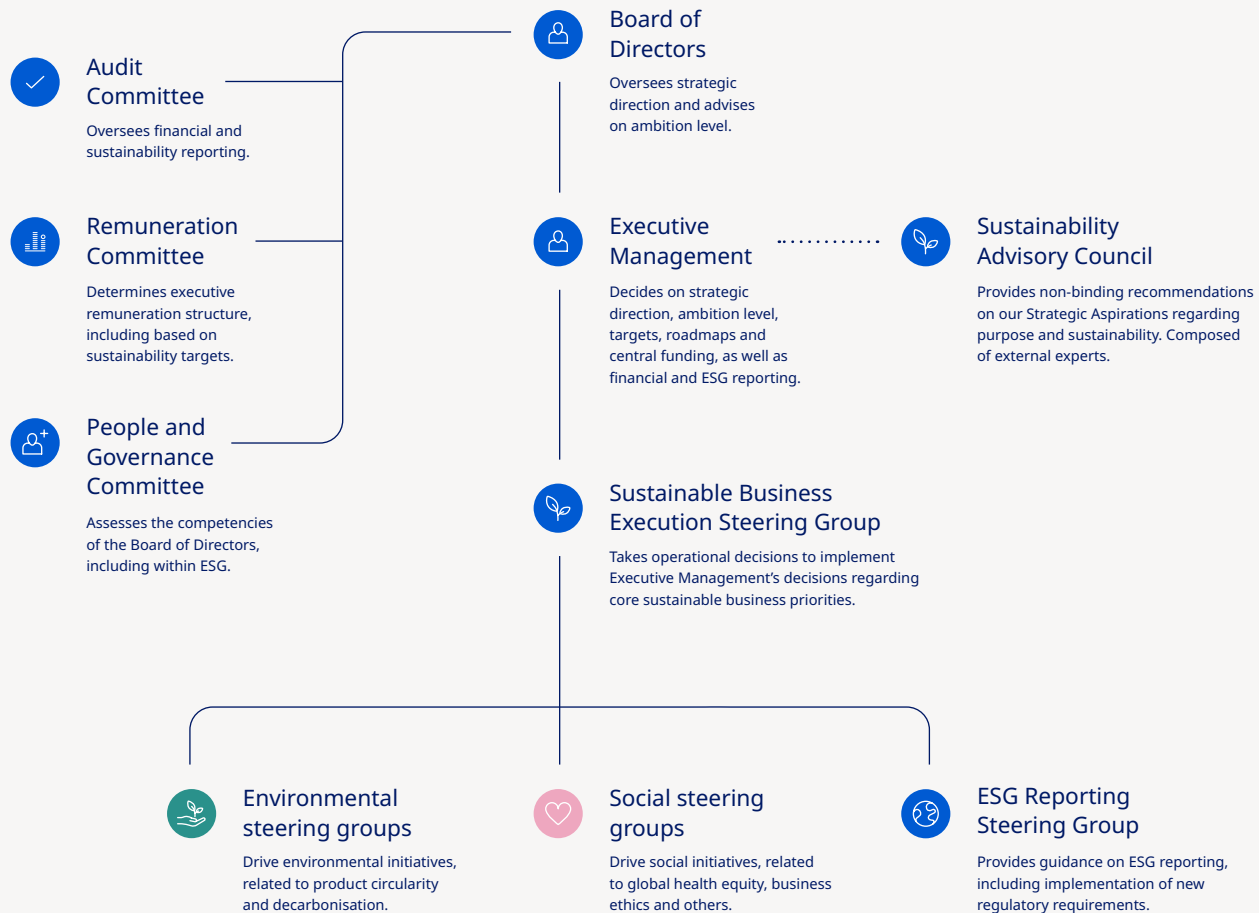 Board of
Directors
Oversees strategic
direction and advises
on ambition level.
Audit
Committee
Oversees financial and
sustainability reporting.
Remuneration
Committee
Determines executive
remuneration structure,
including based on
sustainability targets.
People and
Governance
Committee
Assesses the competencies
of the Board of Directors,
including within ESG.
Executive
Management
Decides on strategic
direction, ambition level,
targets, roadmaps and
central funding, as well as
financial and ESG reporting.
Sustainability
Advisory Council
Provides non-binding recommendations
on our Strategic Aspirations regarding
purpose and sustainability. Composed
of external experts.
Sustainable Business
Execution Steering Group
Takes operational decisions to implement
Executive Management’s decisions regarding
core sustainable business priorities.
Environmental
steering groups
Drive environmental initiatives,
related to product circularity
and decarbonisation.
Social steering
groups
Drive social initiatives, related
to global health equity, business
ethics and others.
ESG Reporting
Steering Group
Provides guidance on ESG reporting,
including implementation of new
regulatory requirements.